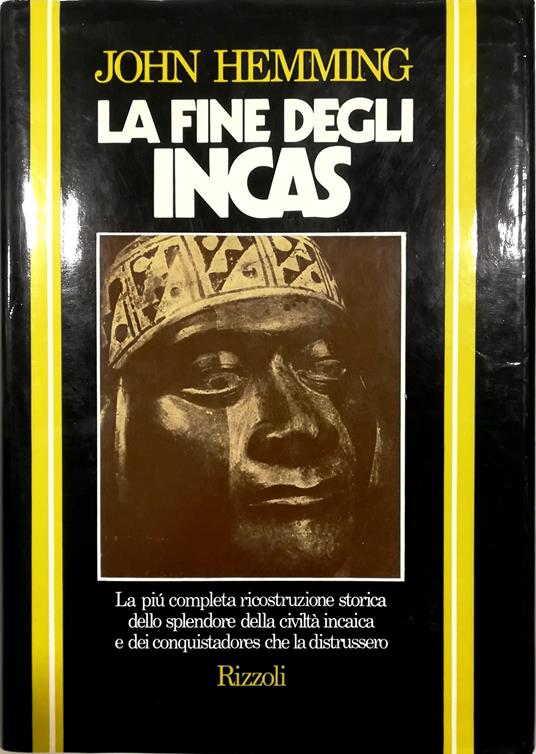 JOHN HEMMING
LA FINE DEGLI
INCAS
La piú completa ricostruzione storica
dello splendore della civiltà incaica
e dei conquistadores che la distrussero
Rizzoli